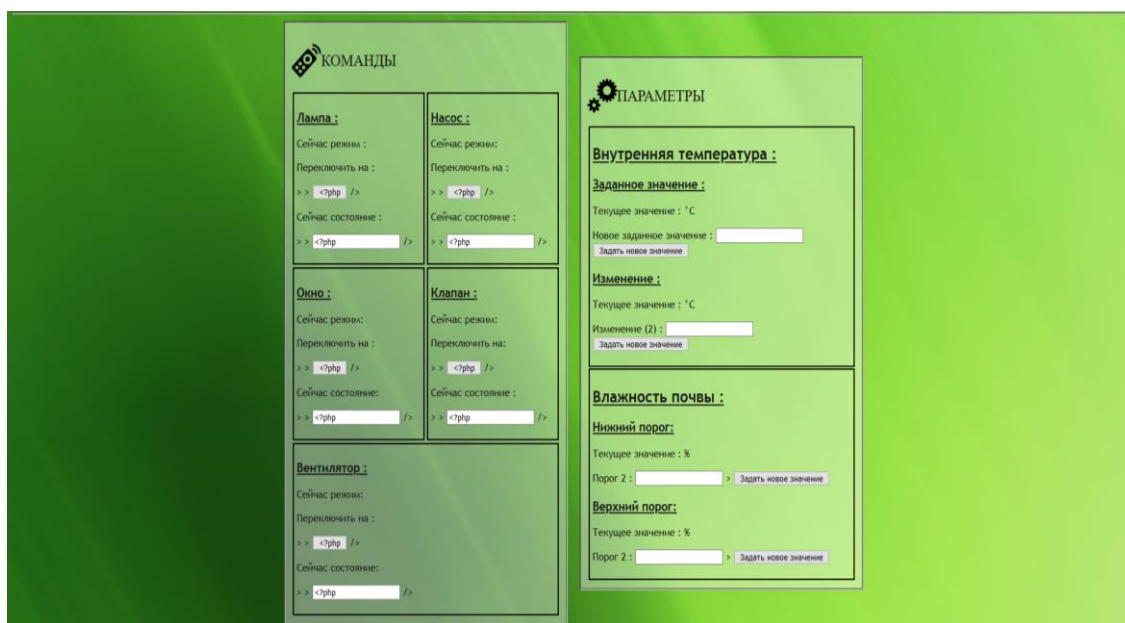 КОМАНДЫ
Лампа :
Сейчас режим :
Переключить на :
> > <?php />
Сейчас состояние :
> > <?php />
Насос :
Сейчас режим:
Переключить на :
> > <?php />
Сейчас состояние :
> > <?php />
Окно :
Сейчас режим:
Переключить на :
> > <?php />
Сейчас состояние:
> > <?php />
Клапан :
Сейчас режим:
Переключить на:
> > <?php />
Сейчас состояние :
> > <?php />
Вентилятор :
Сейчас режим:
Переключить на :
> > <?php />
Сейчас состояние:
> > <?php />
ПАРАМЕТРЫ
Внутренняя температура :
Заданное значение :
Текущее значение : °C
Новое заданное значение :
Задать новое значение
Изменение :
Текущее значение : °C
Изменение (2) :
Задать новое значение
Влажность почвы :
Нижний порог:
Текущее значение : %
Порог 2 : > Задать новое значение
Верхний порог:
Текущее значение : %
Порог 2 : > Задать новое значение